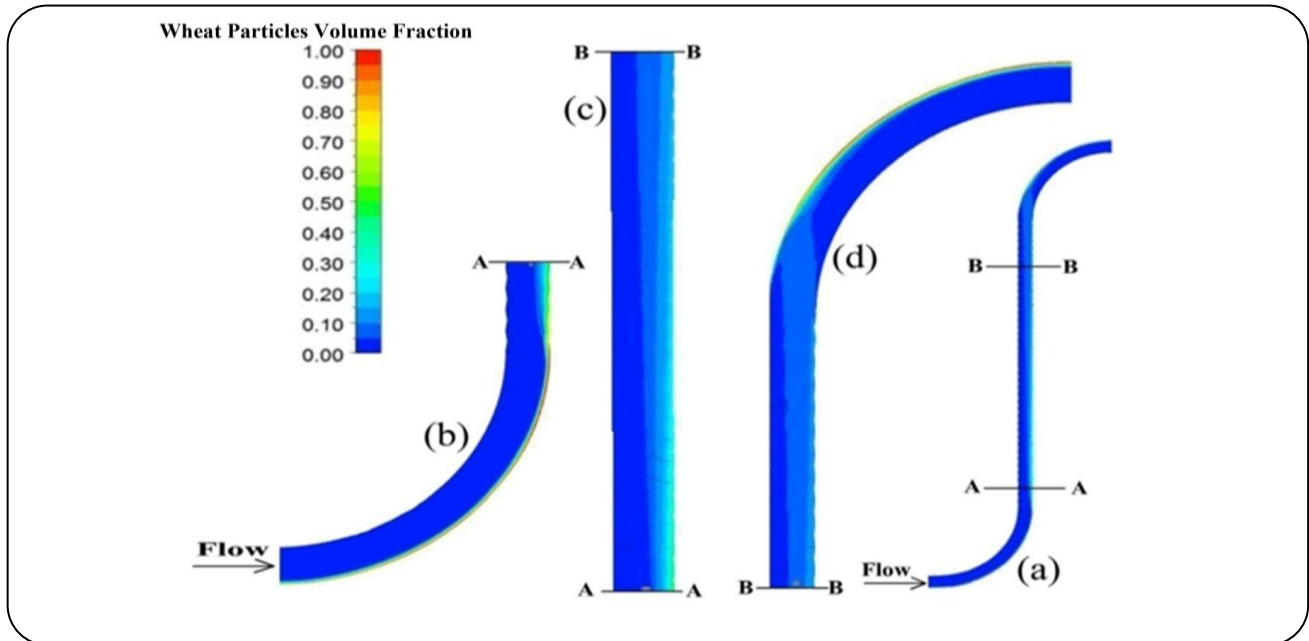 Wheat Particles Volume Fraction
1.00
0.90
0.80
0.70
0.60
0.50
0.40
0.30
0.20
0.10
0.00
A A
(b)
Flow
B B
(c)
A A
(d)
B B
B B
A A
Flow
(a)